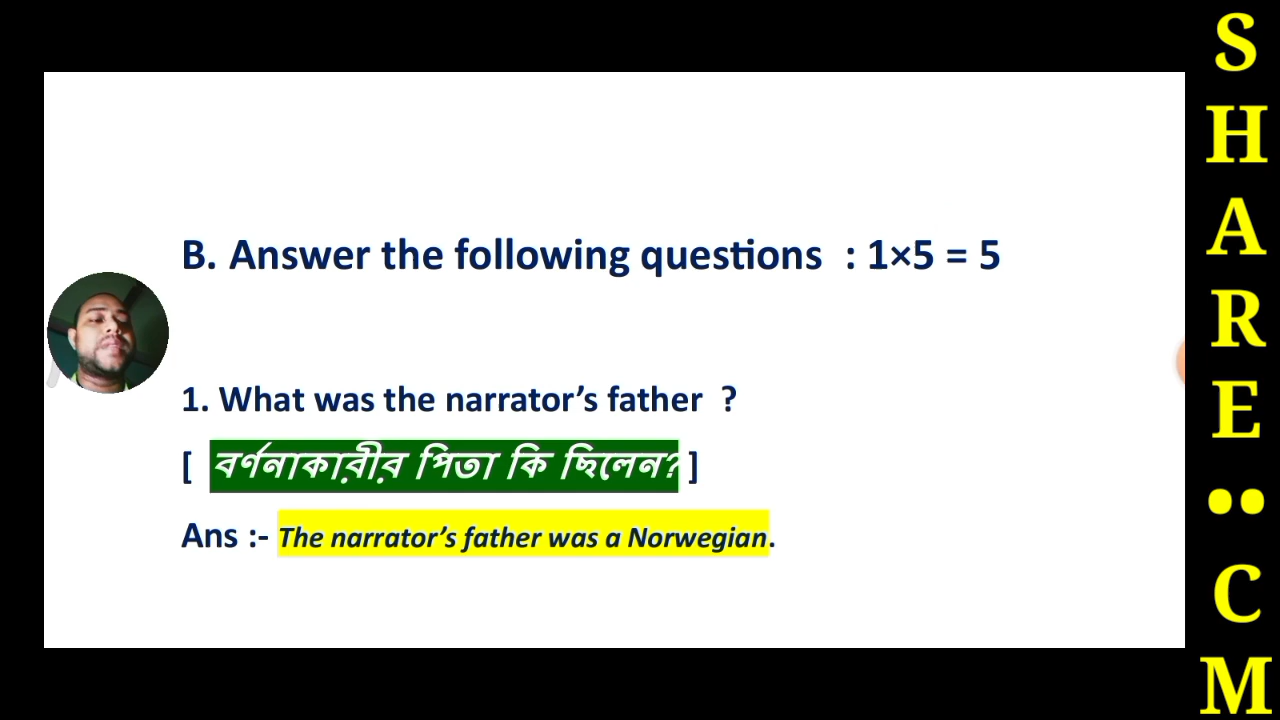 B. Answer the following questions : 1×5 = 5
1. What was the narrator’s father ?
[ বর্ণনাকারীর পিতা কি ছিলেন? ]
Ans :- The narrator’s father was a Norwegian.
S
H
A
R
E
••
C
M